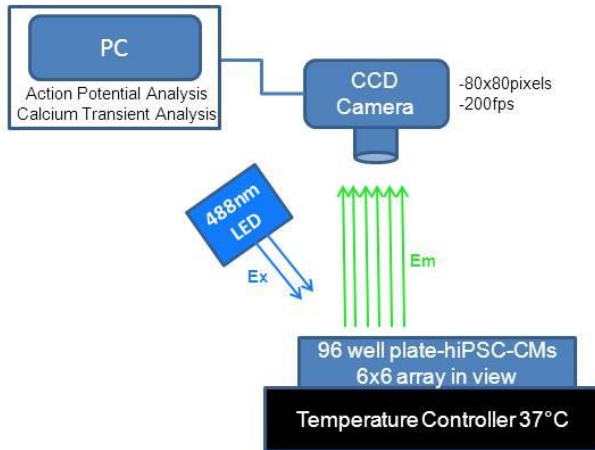 PC
Action Potential Analysis
Calcium Transient Analysis
CCD
Camera
-80x80pixels
-200fps
488nm
LED
Ex
Em
96 well plate-hiPSC-CMs
6x6 array in view
Temperature Controller 37°C